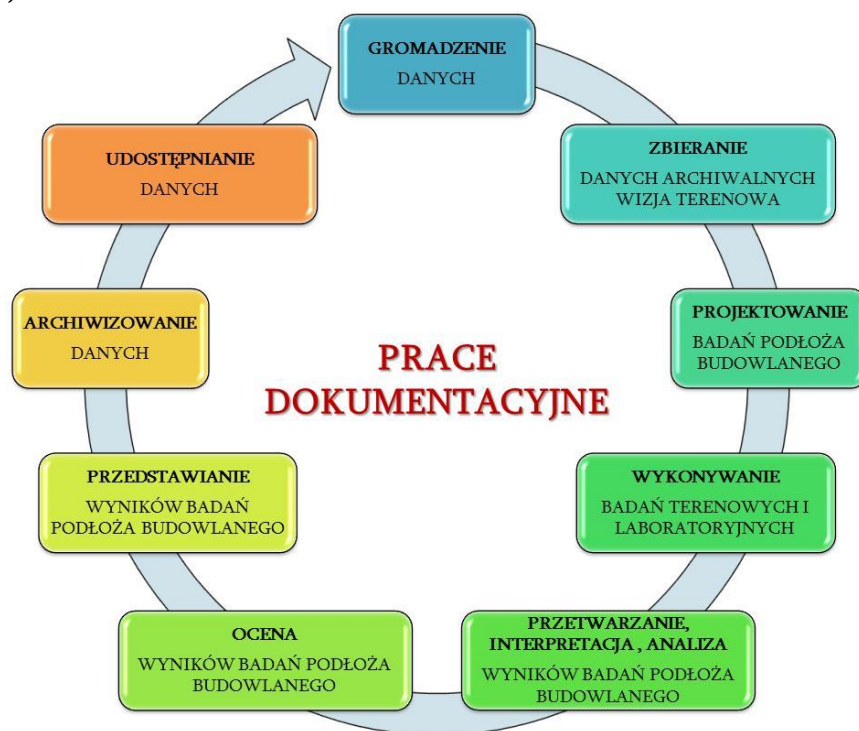 GROMADZENIE
DANYCH
ZBIERANIE
DANYCH ARCHIWALNYCH
WIZJA TERENOWA
PROJEKTOWANIE
BADAŃ PODŁOŻA
BUDOWLANEGO
WYKONYWANIE
BADAŃ TERENOWYCH I
LABORATORYJNYCH
PRZETWARZANIE,
INTERPRETACJA , ANALIZA
WYNIKÓW BADAŃ PODŁOŻA
BUDOWLANEGO
OCENA
WYNIKÓW BADAŃ PODŁOŻA
BUDOWLANEGO
PRZEDSTAWIANIE
WYNIKÓW BADAŃ
PODŁOŻA BUDOWLANEGO
ARCHIWIZOWANIE
DANYCH
UDOSTĘPNIANIE
DANYCH
PRACE
DOKUMENTACYJNE